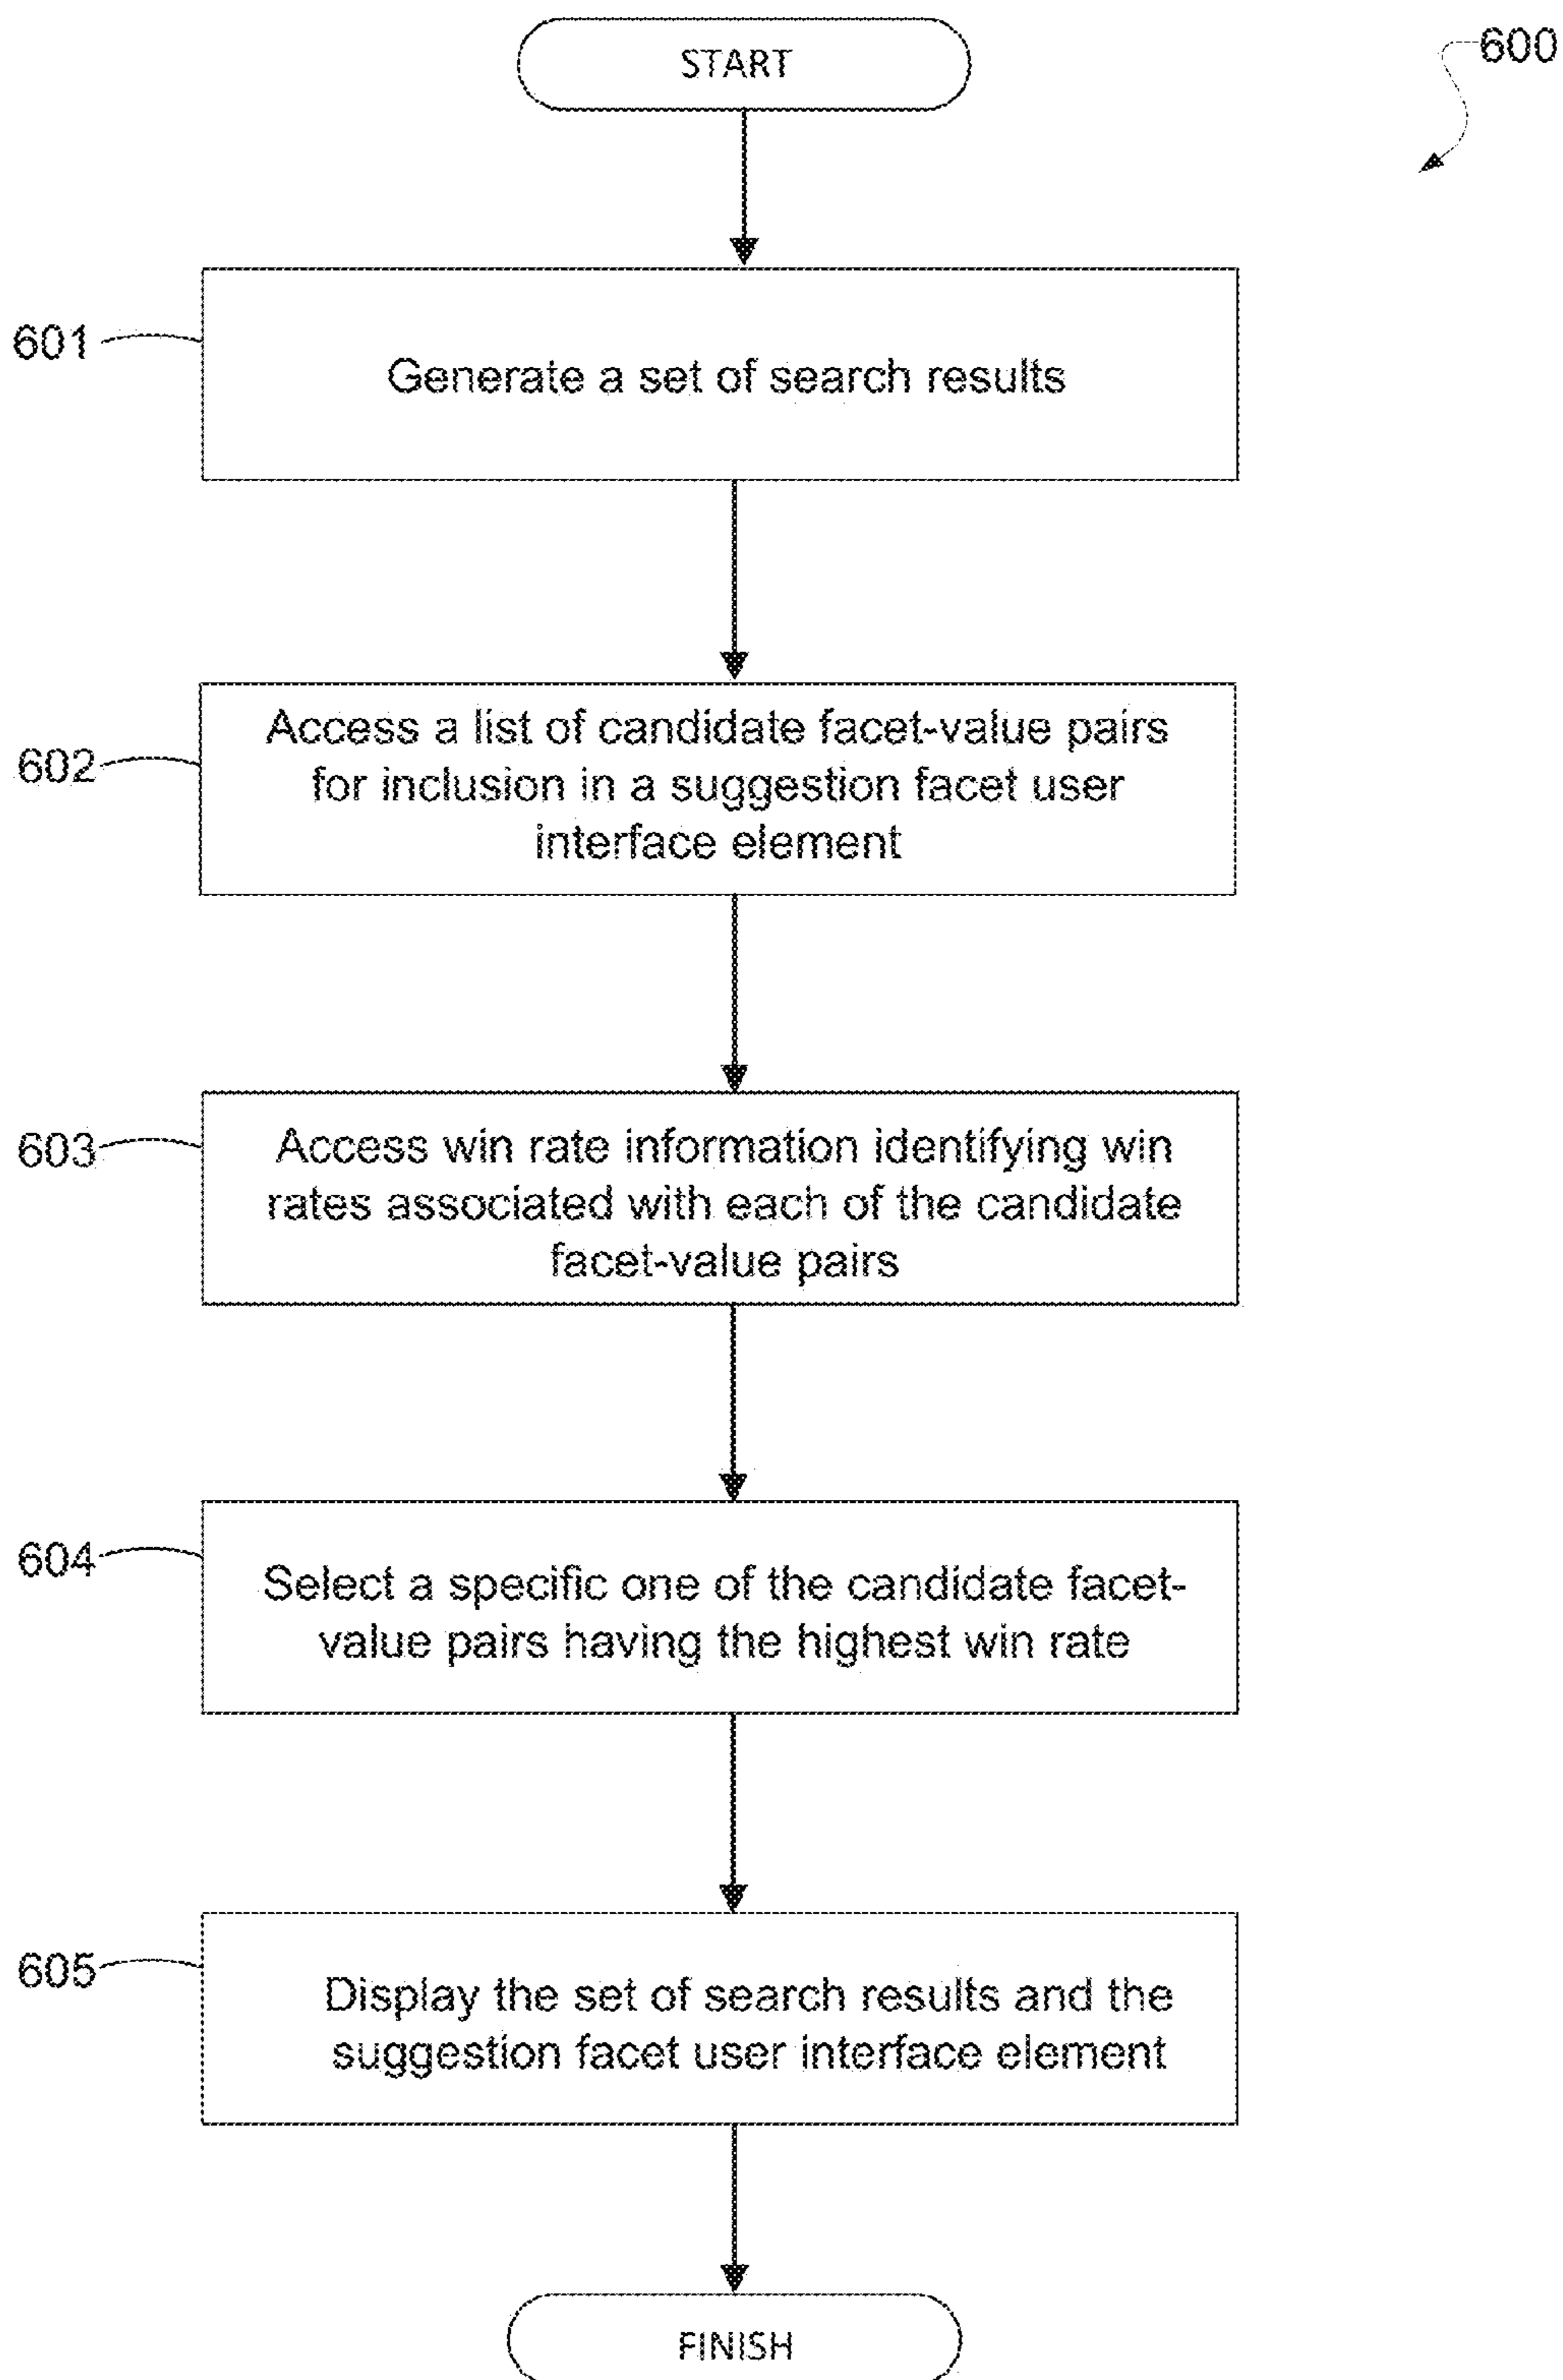 START
600
601
Generate a set of search results
602
Access a list of candidate facet-value pairs
for inclusion in a suggestion facet user
interface element
603
Access win rate information identifying win
rates associated with each of the candidate
facet-value pairs
604
Select a specific one of the candidate facet-
value pairs having the highest win rate
605
Display the set of search results and the
suggestion facet user interface element
FINISH